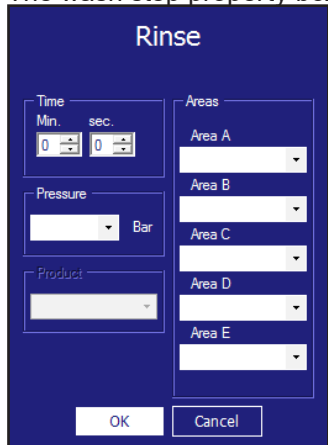 Rinse
Time
Min. sec.
0 0
Pressure
Bar
Product
Areas
Area A
Area B
Area C
Area D
Area E
OK Cancel